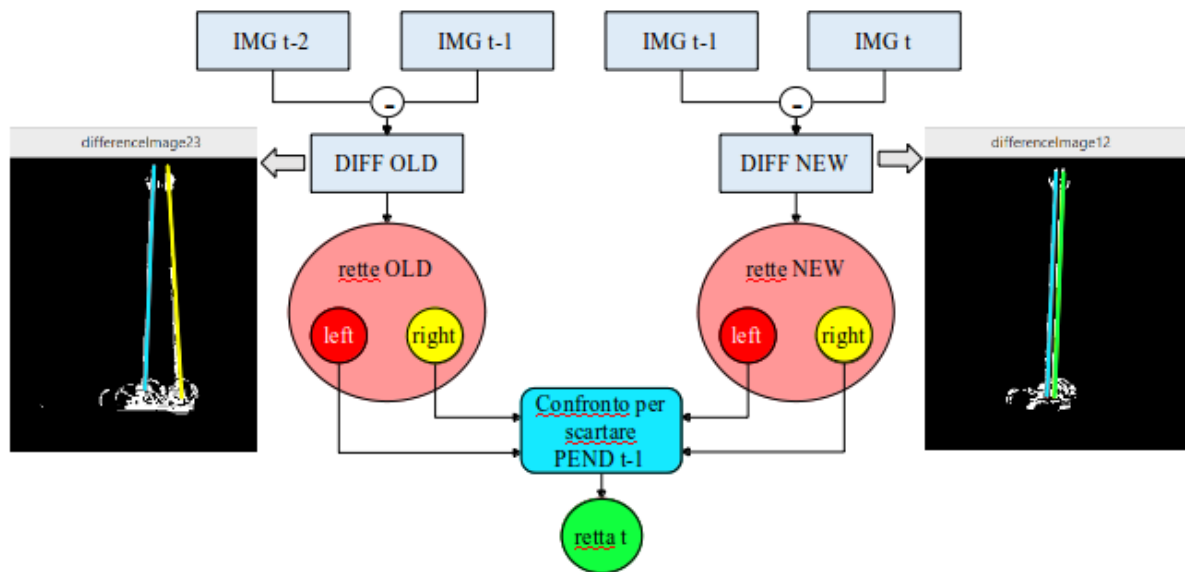 IMG t-2
IMG t-1
IMG t-1
IMG t
-
-
differenceImage23
DIFF OLD
DIFF NEW
differenceImage12
rette OLD
rette NEW
left
right
left
right
Confronto per
scartare
PEND t-1
retta t